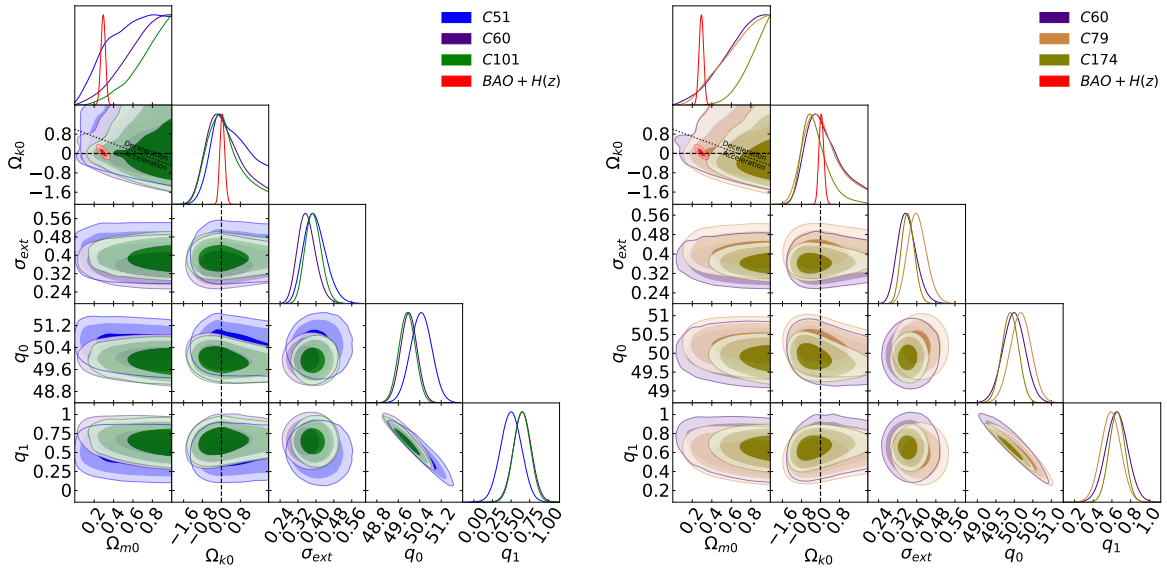 C51
C60
C101
BAO + H(z)
Ω_k0
0.8
0
−0.8
−1.6
Deceleration
Acceleration
σ_ext
0.56
0.48
0.40
0.32
0.24
q_0
51.2
50.4
49.6
48.8
q_1
1
0.75
0.5
0.25
0
0.2 0.4 0.6 0.8
Ω_m0
−1.6 −0.8 0.0 0.8
Ω_k0
0.24 0.32 0.40 0.48 0.56
σ_ext
48.8 49.6 50.4 51.2
q_0
0.00 0.25 0.50 0.75 1.00
q_1
C60
C79
C174
BAO + H(z)
Ω_k0
0.8
0
−0.8
−1.6
Deceleration
Acceleration
σ_ext
0.56
0.48
0.40
0.32
0.24
q_0
51
50.5
50
49.5
49
q_1
1
0.8
0.6
0.4
0.2
0.2 0.4 0.6 0.8
Ω_m0
−1.6 −0.8 0.0 0.8
Ω_k0
0.24 0.32 0.40 0.48 0.56
σ_ext
49.0 49.5 50.0 50.5 51.0
q_0
0.2 0.4 0.6 0.8 1.0
q_1